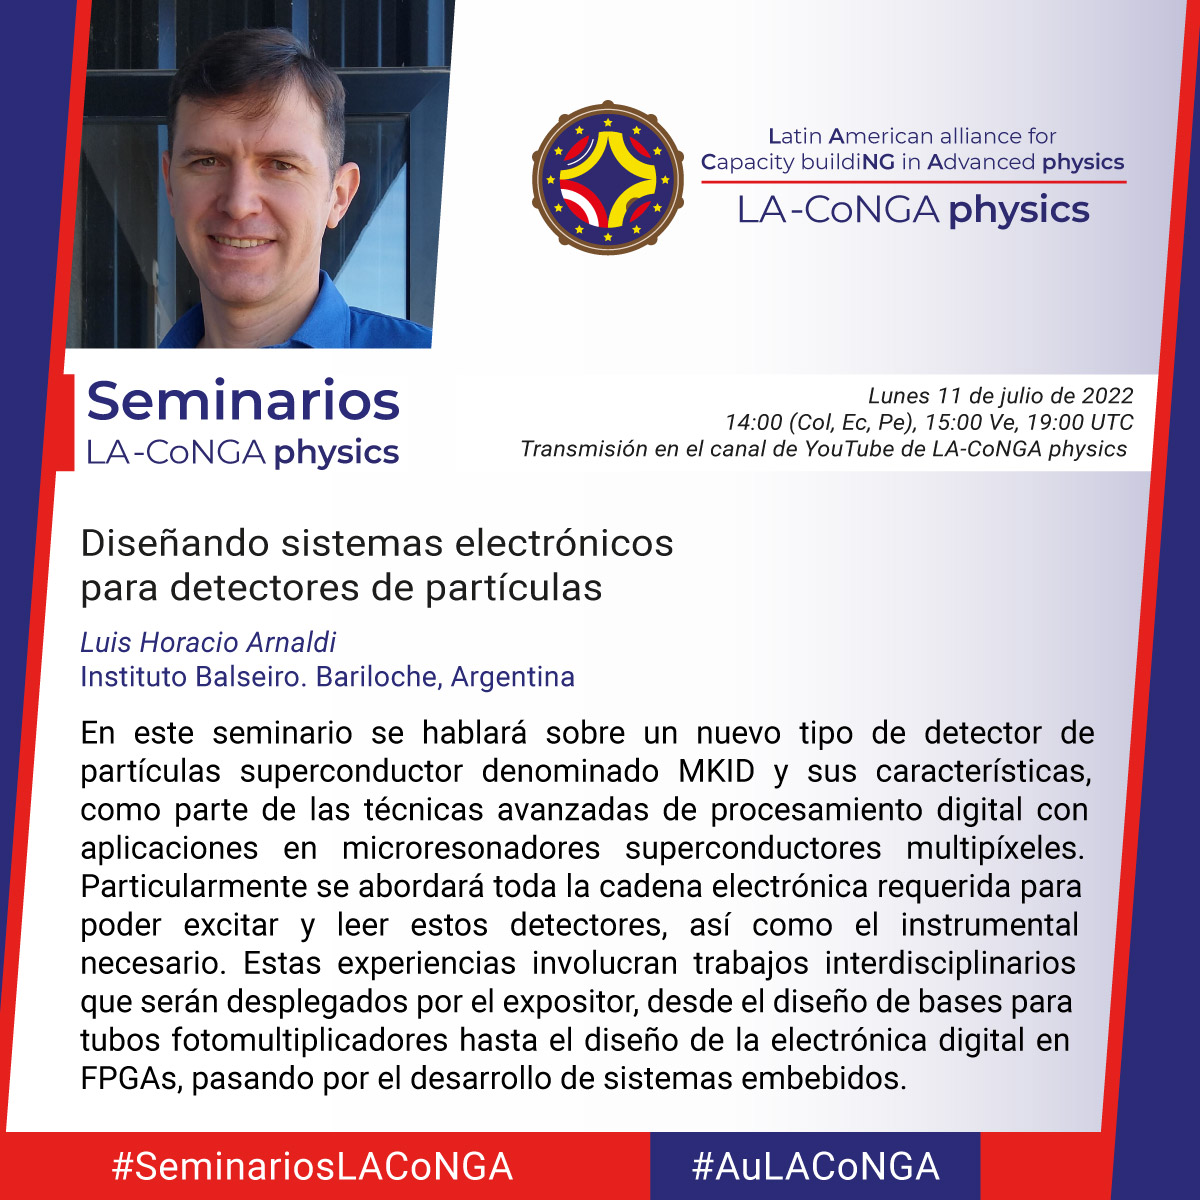 Latin American alliance for
Capacity buildiNG in Advanced physics
LA-CoNGA physics
Seminarios
LA-CoNGA physics
Lunes 11 de julio de 2022
14:00 (Col, Ec, Pe), 15:00 Ve, 19:00 UTC
Transmisión en el canal de YouTube de LA-CoNGA physics
Diseñando sistemas electrónicos
para detectores de partículas
Luis Horacio Arnaldi
Instituto Balseiro. Bariloche, Argentina
En este seminario se hablará sobre un nuevo tipo de detector de
partículas superconductor denominado MKID y sus características,
como parte de las técnicas avanzadas de procesamiento digital con
aplicaciones en microresonadores superconductores multipíxeles.
Particularmente se abordará toda la cadena electrónica requerida para
poder excitar y leer estos detectores, así como el instrumental
necesario. Estas experiencias involucran trabajos interdisciplinarios
que serán desplegados por el expositor, desde el diseño de bases para
tubos fotomultiplicadores hasta el diseño de la electrónica digital en
FPGAs, pasando por el desarrollo de sistemas embebidos.
#SeminariosLACoNGA
#AuLACoNGA